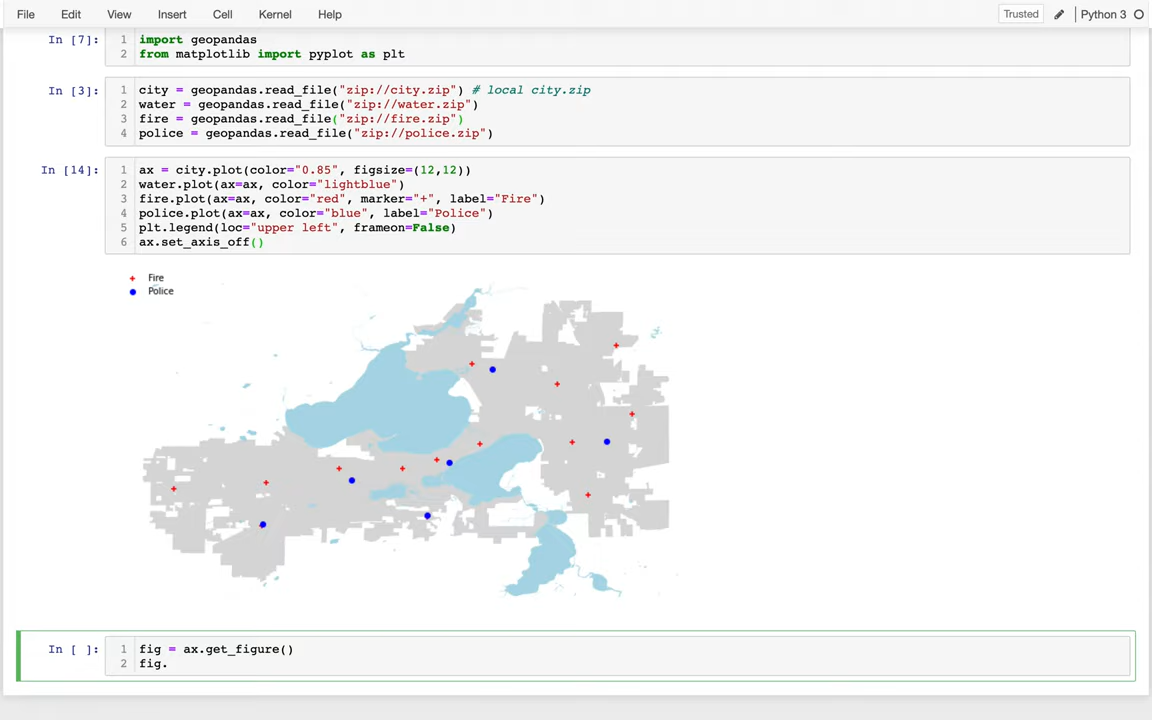 File Edit View Insert Cell Kernel Help Trusted Python 3
In [7]:
1 import geopandas
2 from matplotlib import pyplot as plt
In [3]:
1 city = geopandas.read_file("zip://city.zip") # local city.zip
2 water = geopandas.read_file("zip://water.zip")
3 fire = geopandas.read_file("zip://fire.zip")
4 police = geopandas.read_file("zip://police.zip")
In [14]:
1 ax = city.plot(color="0.85", figsize=(12,12))
2 water.plot(ax=ax, color="lightblue")
3 fire.plot(ax=ax, color="red", marker="+", label="Fire")
4 police.plot(ax=ax, color="blue", label="Police")
5 plt.legend(loc="upper left", frameon=False)
6 ax.set_axis_off()
Fire
Police
In [ ]:
1 fig = ax.get_figure()
2 fig.